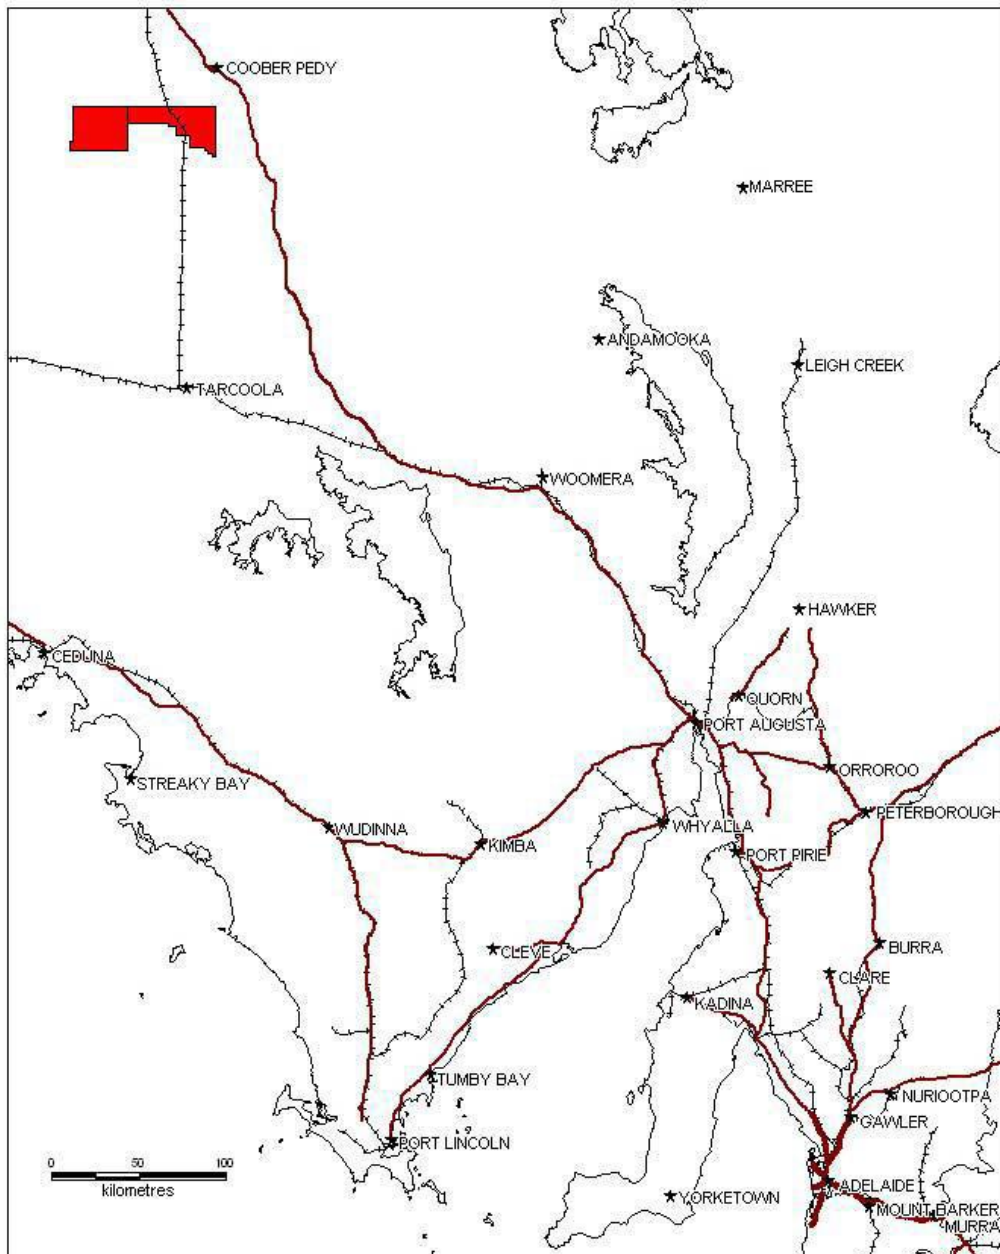 COOBER PEDY
MARREE
ANDAMOOKA
LEIGH CREEK
TARCOOLA
WOOMERA
HAWKER
CEDUNA
QUORN
PORT AUGUSTA
ORROROO
STREAKY BAY
PETERBOROUGH
WUDINNA
WHYALLA
KIMBA
PORT PIRIE
BURRA
CLEVE
CLARE
KADINA
TUMBY BAY
NURIOOTPA
GAWLER
PORT LINCOLN
0 50 100
kilometres
ADELAIDE
YORKETOWN
MOUNT BARKER
MURRA